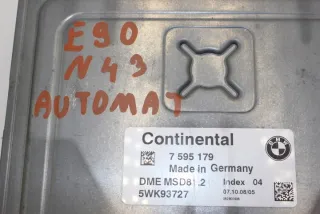 E90
N43
AUTOMAT
Continental
7 595 179
Made in Germany
DME MSD81.2 Index 04
5WK93727 07.10.08/05